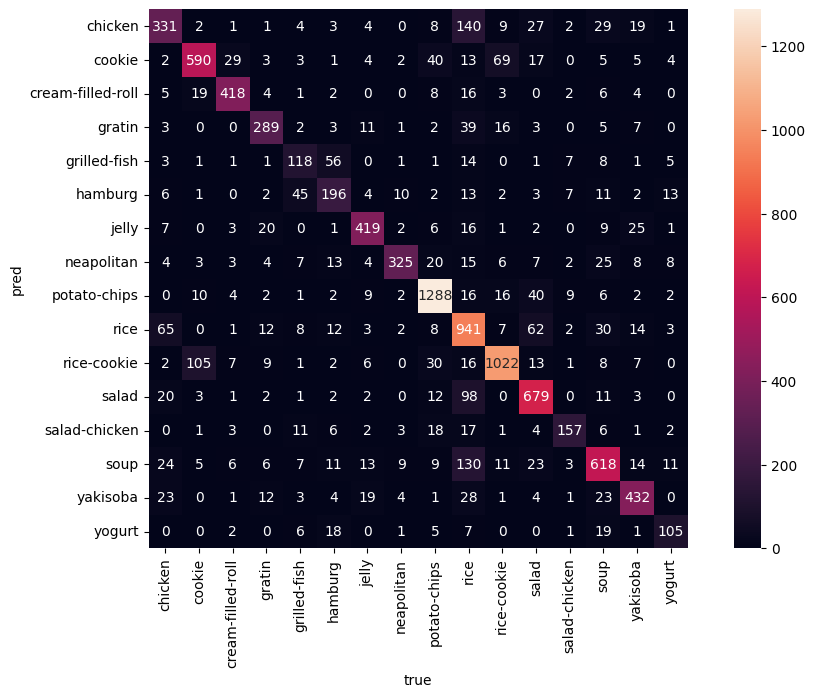 chicken 331 2 1 1 4 3 4 0 8 140 9 27 2 29 19 1
cookie 2 590 29 3 3 1 4 2 40 13 69 17 0 5 5 4
cream-filled-roll 5 19 418 4 1 2 0 0 8 16 3 0 2 6 4 0
gratin 3 0 0 289 2 3 11 1 2 39 16 3 0 5 7 0
grilled-fish 3 1 1 1 118 56 0 1 1 14 0 1 7 8 1 5
hamburg 6 1 0 2 45 196 4 10 2 13 2 3 7 11 2 13
jelly 7 0 3 20 0 1 419 2 6 16 1 2 0 9 25 1
neapolitan 4 3 3 4 7 13 4 325 20 15 6 7 2 25 8 8
potato-chips 0 10 4 2 1 2 9 2 1288 16 16 40 9 6 2 2
rice 65 0 1 12 8 12 3 2 8 941 7 62 2 30 14 3
rice-cookie 2 105 7 9 1 2 6 0 30 16 1022 13 1 8 7 0
salad 20 3 1 2 1 2 2 0 12 98 0 679 0 11 3 0
salad-chicken 0 1 3 0 11 6 2 3 18 17 1 4 157 6 1 2
soup 24 5 6 6 7 11 13 9 9 130 11 23 3 618 14 11
yakisoba 23 0 1 12 3 4 19 4 1 28 1 4 1 23 432 0
yogurt 0 0 2 0 6 18 0 1 5 7 0 0 1 19 1 105
chicken cookie cream-filled-roll gratin grilled-fish hamburg jelly neapolitan potato-chips rice rice-cookie salad salad-chicken soup yakisoba yogurt
true
pred
1200
1000
800
600
400
200
0